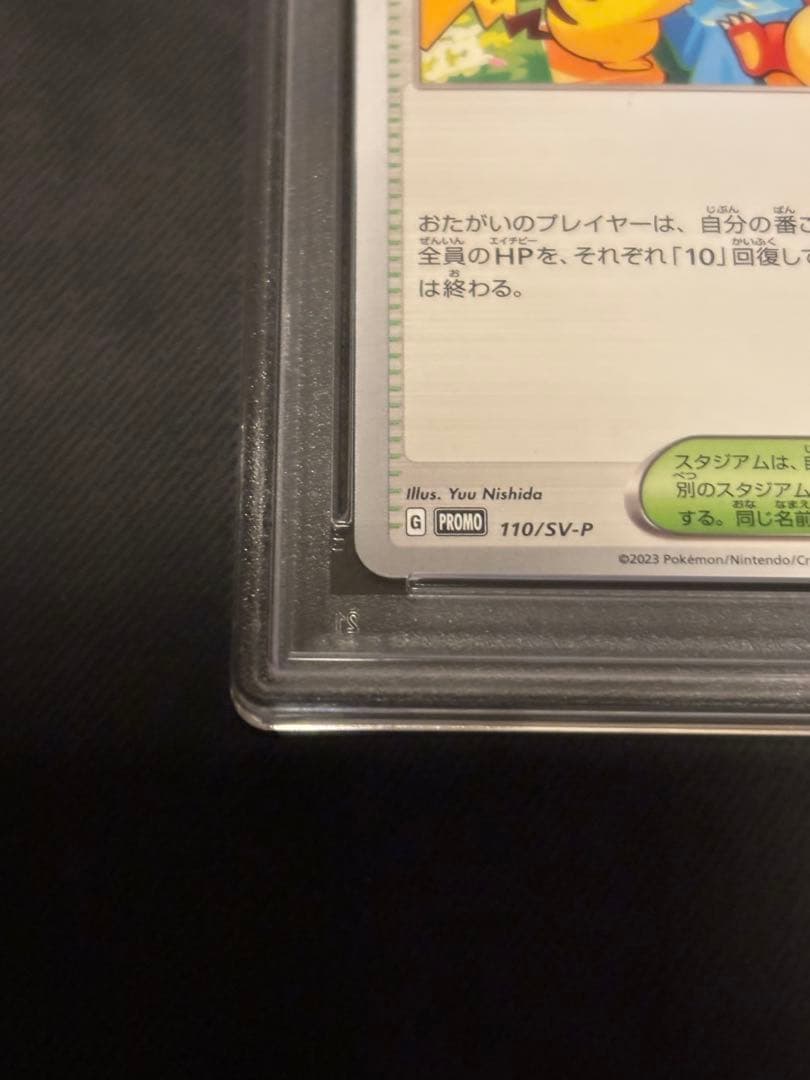 おたがいのプレイヤーは、自分の番ご
全員のHPを、それぞれ「10」回復して
は終わる。
スタジアムは、
別のスタジアム
する。同じ名前
Illus. Yuu Nishida
G PROMO 110/SV-P
©2023 Pokémon/Nintendo/Cr